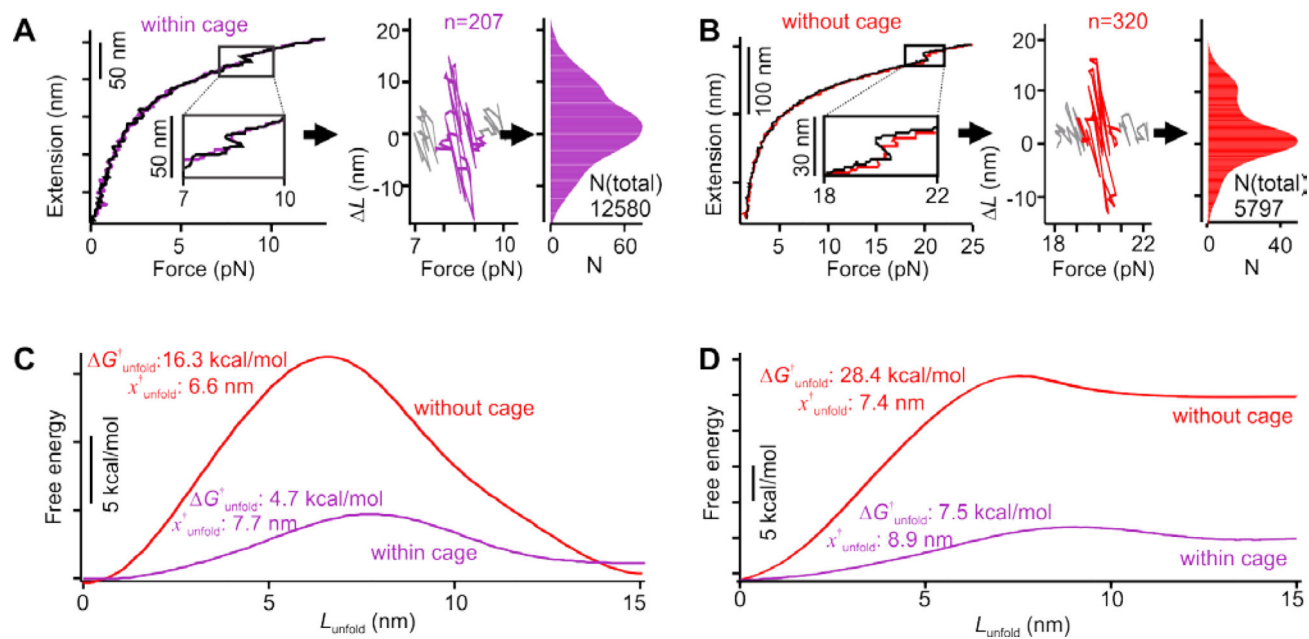 A
within cage
Extension (nm)
50 nm
50 nm
7
10
0
5
10
Force (pN)
n=207
20
10
0
-10
ΔL (nm)
7
8
10
Force (pN)
N(total)
12580
0
60
N
B
without cage
Extension (nm)
100 nm
30 nm
18
22
5
10
15
20
25
Force (pN)
n=320
20
10
0
-10
ΔL (nm)
18
20
22
Force (pN)
N(total)
5797
0
50
N
C
ΔG†unfold: 16.3 kcal/mol
x†unfold: 6.6 nm
without cage
Free energy
5 kcal/mol
ΔG†unfold: 4.7 kcal/mol
x†unfold: 7.7 nm
within cage
0
5
10
15
Lunfold (nm)
D
ΔG†unfold: 28.4 kcal/mol
x†unfold: 7.4 nm
without cage
Free energy
5 kcal/mol
ΔG†unfold: 7.5 kcal/mol
x†unfold: 8.9 nm
within cage
0
5
10
15
Lunfold (nm)